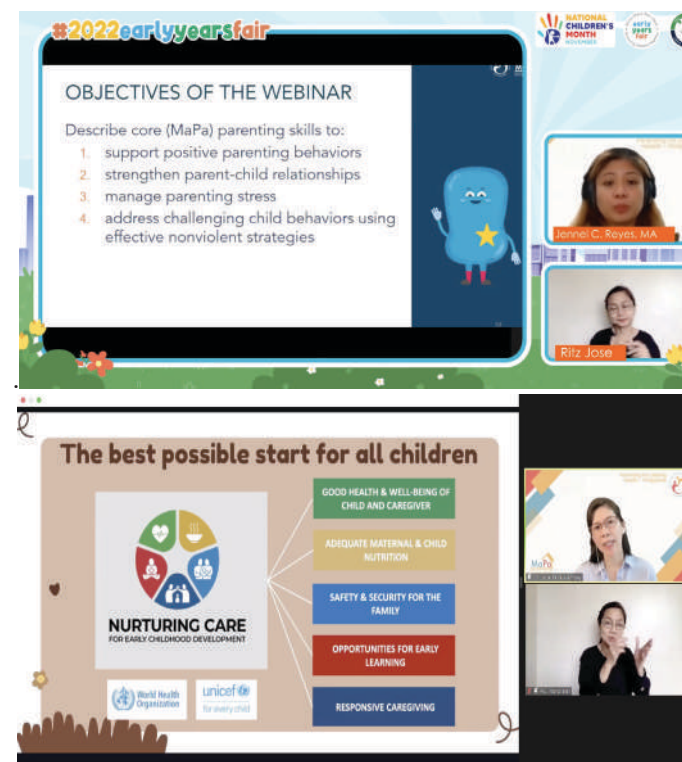 #2022earlyyearsfair
NATIONAL
CHILDREN'S
MONTH
NOVEMBER
early
years
fair
OBJECTIVES OF THE WEBINAR
Describe core (MaPa) parenting skills to:
1. support positive parenting behaviors
2. strengthen parent-child relationships
3. manage parenting stress
4. address challenging child behaviors using
effective nonviolent strategies
Jennel C. Reyes, MA
Ritz Jose
The best possible start for all children
NURTURING CARE
FOR EARLY CHILDHOOD DEVELOPMENT
World Health
Organization
unicef
for every child
GOOD HEALTH & WELL-BEING OF
CHILD AND CAREGIVER
ADEQUATE MATERNAL & CHILD
NUTRITION
SAFETY & SECURITY FOR THE
FAMILY
OPPORTUNITIES FOR EARLY
LEARNING
RESPONSIVE CAREGIVING
MaPa